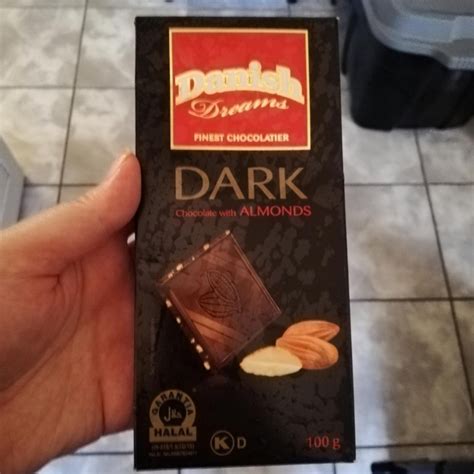 Danish
Dreams
FINEST CHOCOLATIER
DARK
Chocolate with ALMONDS
GARANTIA
HALAL
K D
100 g